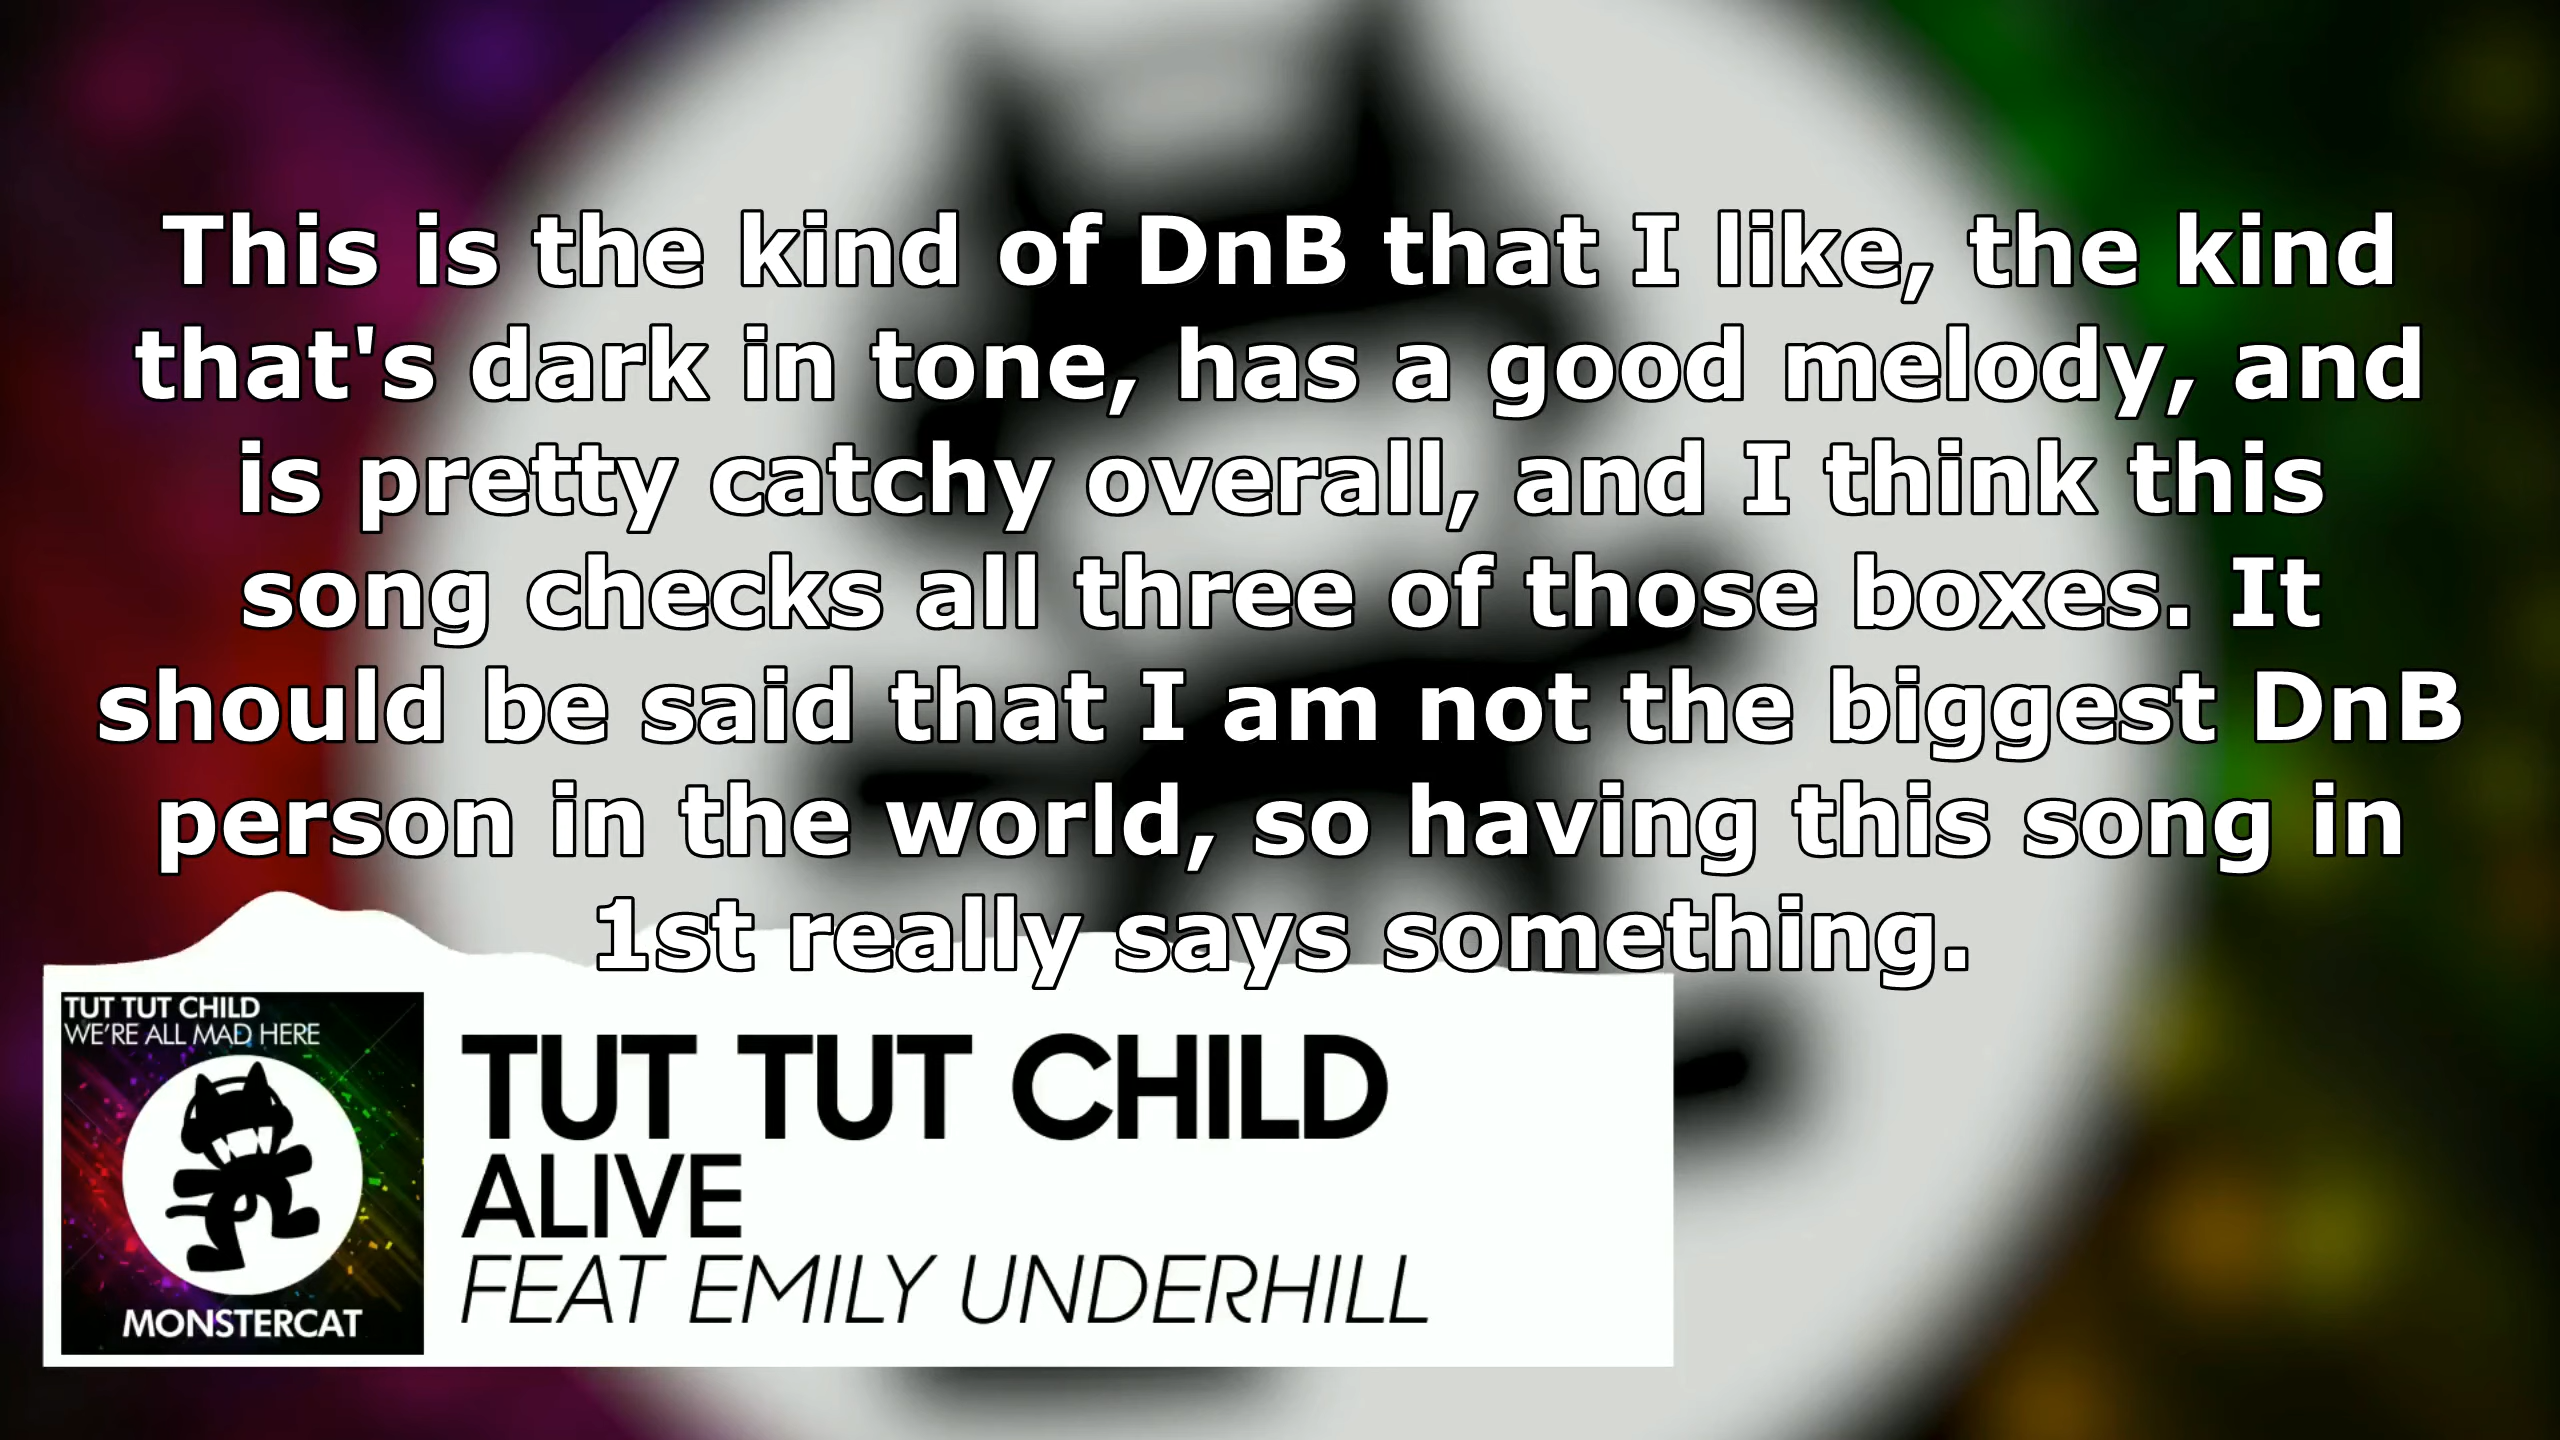 This is the kind of DnB that I like, the kind
that's dark in tone, has a good melody, and
is pretty catchy overall, and I think this
song checks all three of those boxes. It
should be said that I am not the biggest DnB
person in the world, so having this song in
1st really says something.
TUT TUT CHILD
WE'RE ALL MAD HERE
MONSTERCAT
TUT TUT CHILD
ALIVE
FEAT EMILY UNDERHILL